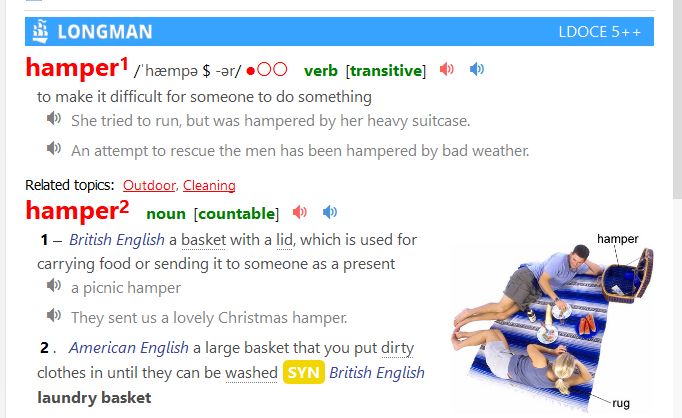 LONGMAN LDOCE 5++
hamper1 /ˈhæmpə $ -ər/ ●○○ verb [transitive]
to make it difficult for someone to do something
She tried to run, but was hampered by her heavy suitcase.
An attempt to rescue the men has been hampered by bad weather.
Related topics: Outdoor, Cleaning
hamper2 noun [countable]
1 – British English a basket with a lid, which is used for
carrying food or sending it to someone as a present
a picnic hamper
They sent us a lovely Christmas hamper.
2 . American English a large basket that you put dirty
clothes in until they can be washed SYN British English
laundry basket
hamper
rug